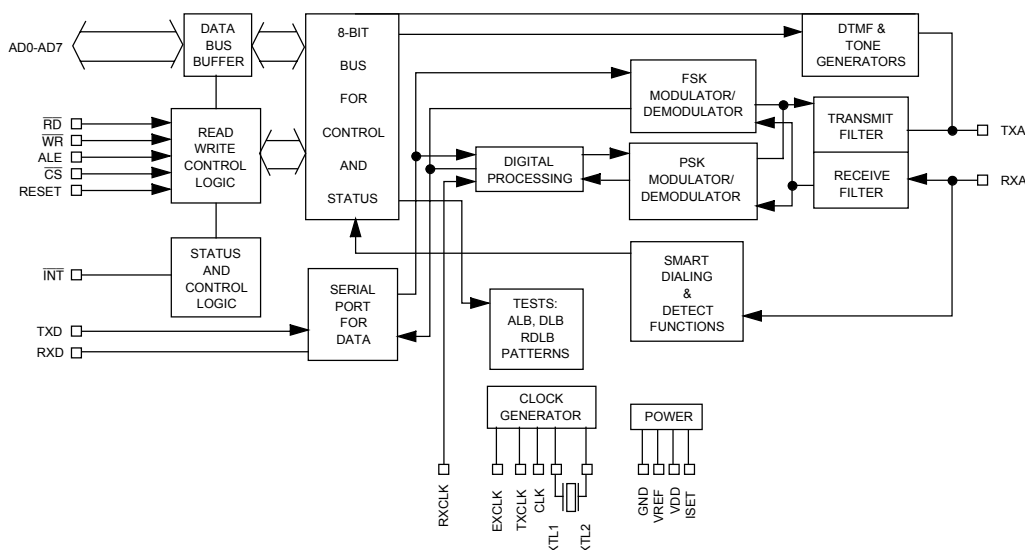 DATA
BUS
BUFFER
8-BIT
BUS
FOR
CONTROL
AND
STATUS
DTMF &
TONE
GENERATORS
AD0-AD7
FSK
MODULATOR/
DEMODULATOR
TRANSMIT
FILTER
TXA
RD
WR
ALE
CS
RESET
READ
WRITE
CONTROL
LOGIC
DIGITAL
PROCESSING
PSK
MODULATOR/
DEMODULATOR
RECEIVE
FILTER
RXA
INT
STATUS
AND
CONTROL
LOGIC
SERIAL
PORT
FOR
DATA
TXD
RXD
TESTS:
ALB, DLB
RDLB
PATTERNS
SMART
DIALING
&
DETECT
FUNCTIONS
CLOCK
GENERATOR
POWER
RXCLK
EXCLK
TXCLK
CLK
XTL1
XTL2
GND
VREF
VDD
ISET